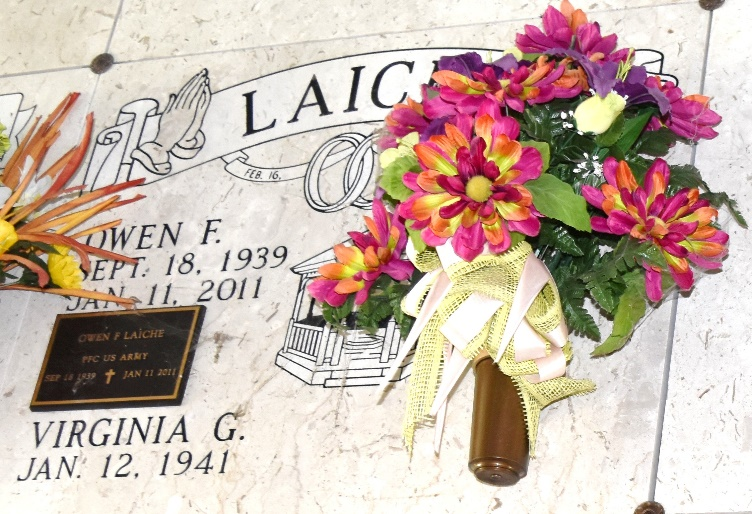 LAIC
FEB. 16,
OWEN F.
SEPT. 18, 1939
JAN. 11, 2011
OWEN F LAICHE
PFC US ARMY
SEP 18 1939 † JAN 11 2011
VIRGINIA G.
JAN. 12, 1941